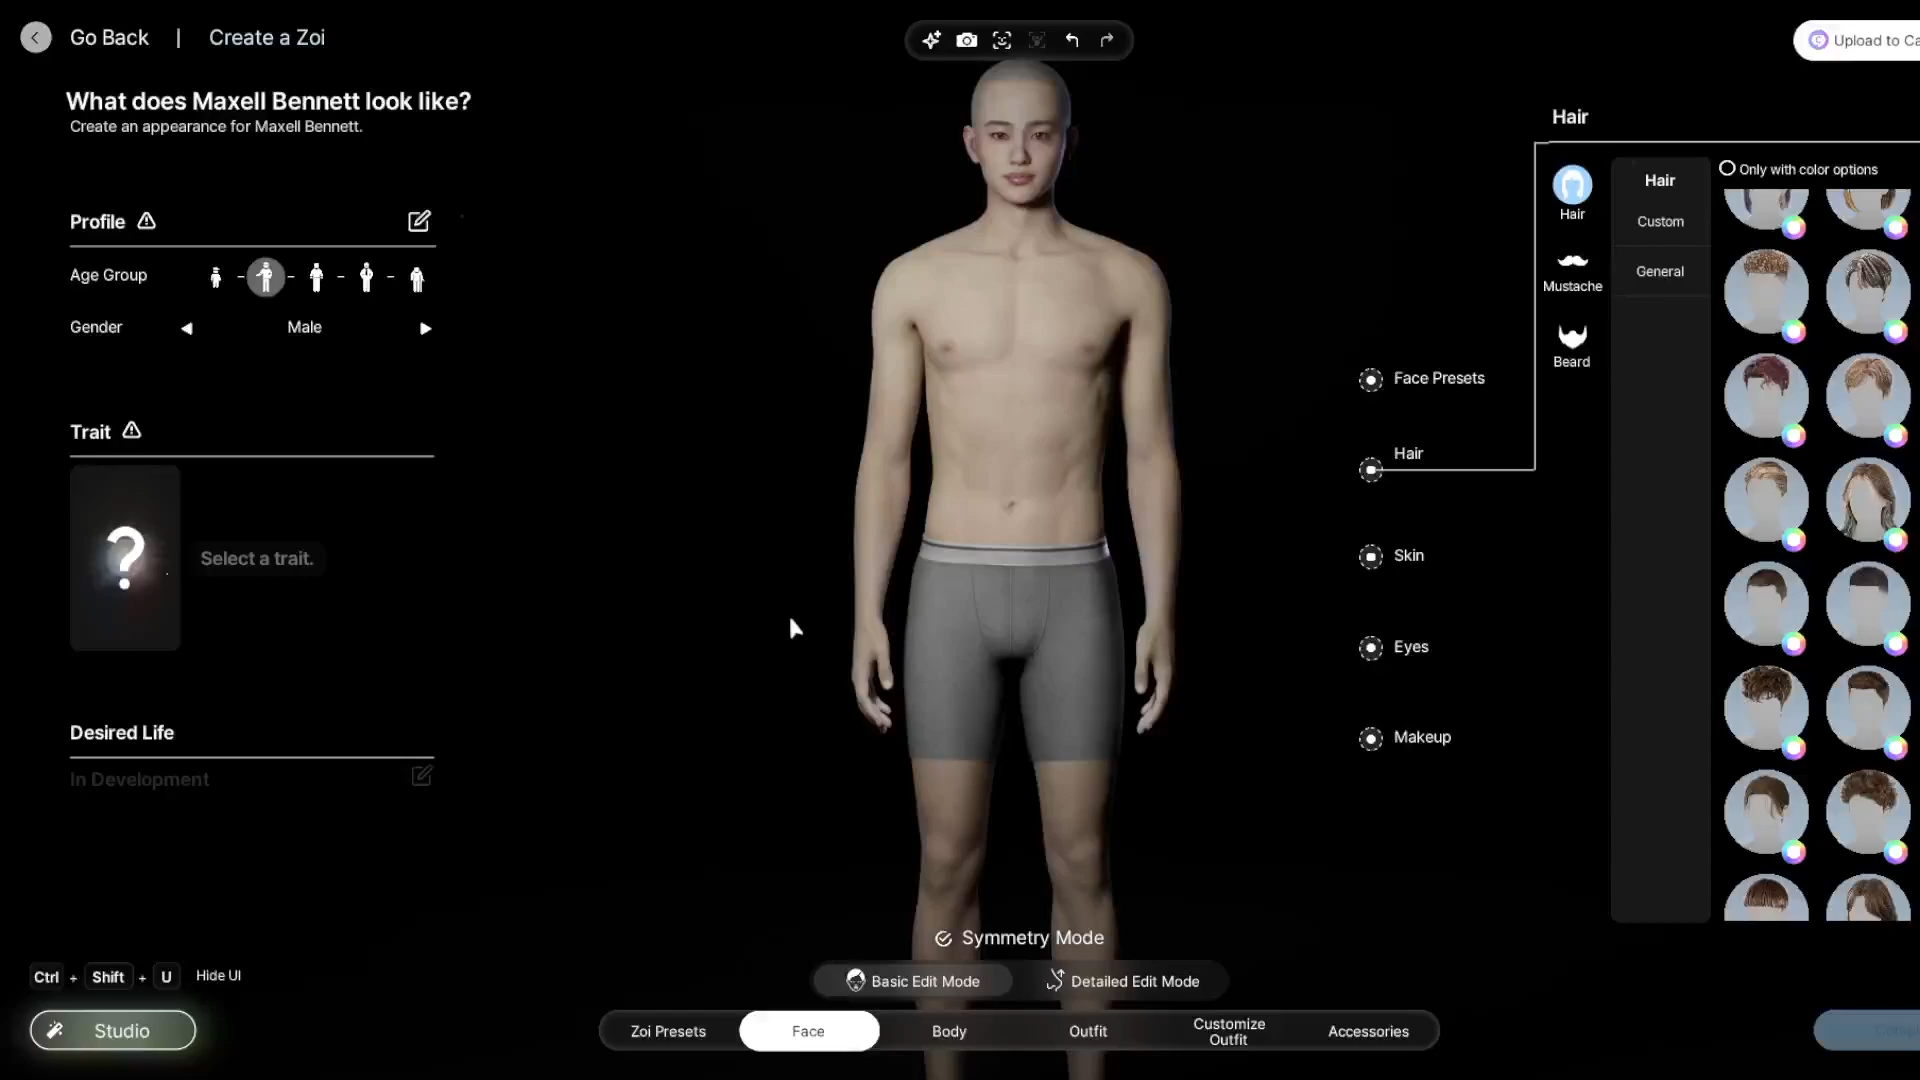 Go Back | Create a Zoi
Upload to Ca
What does Maxell Bennett look like?
Create an appearance for Maxell Bennett.
Profile
Age Group
Gender
Male
Trait
?
Select a trait.
Desired Life
In Development
Ctrl + Shift + U Hide UI
Studio
Face Presets
Hair
Skin
Eyes
Makeup
Hair
Hair
Mustache
Beard
Hair
Custom
General
Only with color options
Symmetry Mode
Basic Edit Mode
Detailed Edit Mode
Zoi Presets
Face
Body
Outfit
Customize
Outfit
Accessories